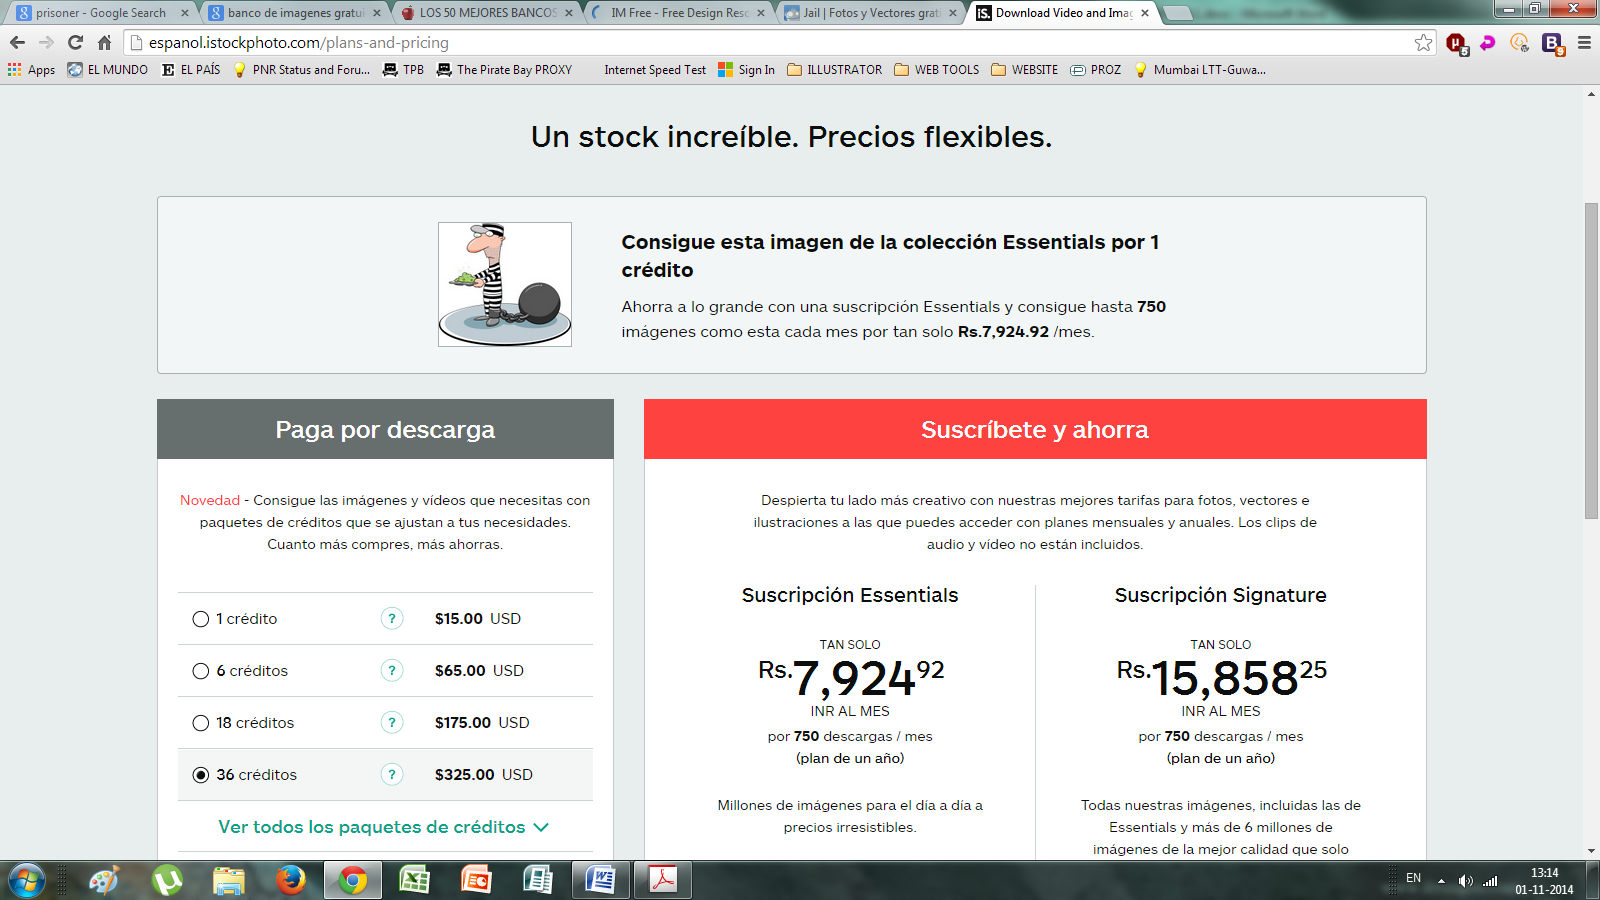 prisoner - Google Search
banco de imagenes gratui
LOS 50 MEJORES BANCOS
IM Free - Free Design Resc
Jail | Fotos y Vectores grati
iS. Download Video and Imag
espanol.istockphoto.com/plans-and-pricing
Apps EL MUNDO EL PAÍS PNR Status and Foru... TPB The Pirate Bay PROXY Internet Speed Test Sign In ILLUSTRATOR WEB TOOLS WEBSITE PROZ Mumbai LTT-Guwa...
Un stock increíble. Precios flexibles.
Consigue esta imagen de la colección Essentials por 1
crédito
Ahorra a lo grande con una suscripción Essentials y consigue hasta 750
imágenes como esta cada mes por tan solo Rs.7,924.92 /mes.
Paga por descarga
Novedad - Consigue las imágenes y vídeos que necesitas con
paquetes de créditos que se ajustan a tus necesidades.
Cuanto más compres, más ahorras.
1 crédito ? $15.00 USD
6 créditos ? $65.00 USD
18 créditos ? $175.00 USD
36 créditos ? $325.00 USD
Ver todos los paquetes de créditos
Suscríbete y ahorra
Despierta tu lado más creativo con nuestras mejores tarifas para fotos, vectores e
ilustraciones a las que puedes acceder con planes mensuales y anuales. Los clips de
audio y vídeo no están incluidos.
Suscripción Essentials
TAN SOLO
Rs.7,924 92
INR AL MES
por 750 descargas / mes
(plan de un año)
Millones de imágenes para el día a día a
precios irresistibles.
Suscripción Signature
TAN SOLO
Rs.15,858 25
INR AL MES
por 750 descargas / mes
(plan de un año)
Todas nuestras imágenes, incluidas las de
Essentials y más de 6 millones de
imágenes de la mejor calidad que solo
EN
13:14
01-11-2014